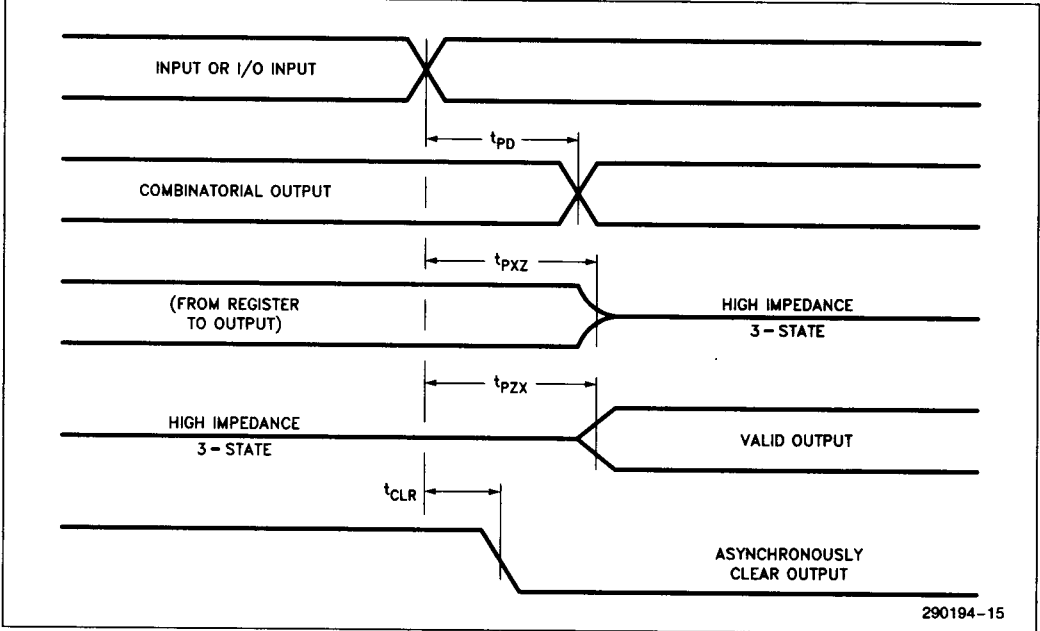 INPUT OR I/O INPUT
tPD
COMBINATORIAL OUTPUT
tPXZ
(FROM REGISTER
TO OUTPUT)
HIGH IMPEDANCE
3-STATE
tPZX
HIGH IMPEDANCE
3-STATE
VALID OUTPUT
tCLR
ASYNCHRONOUSLY
CLEAR OUTPUT
290194-15